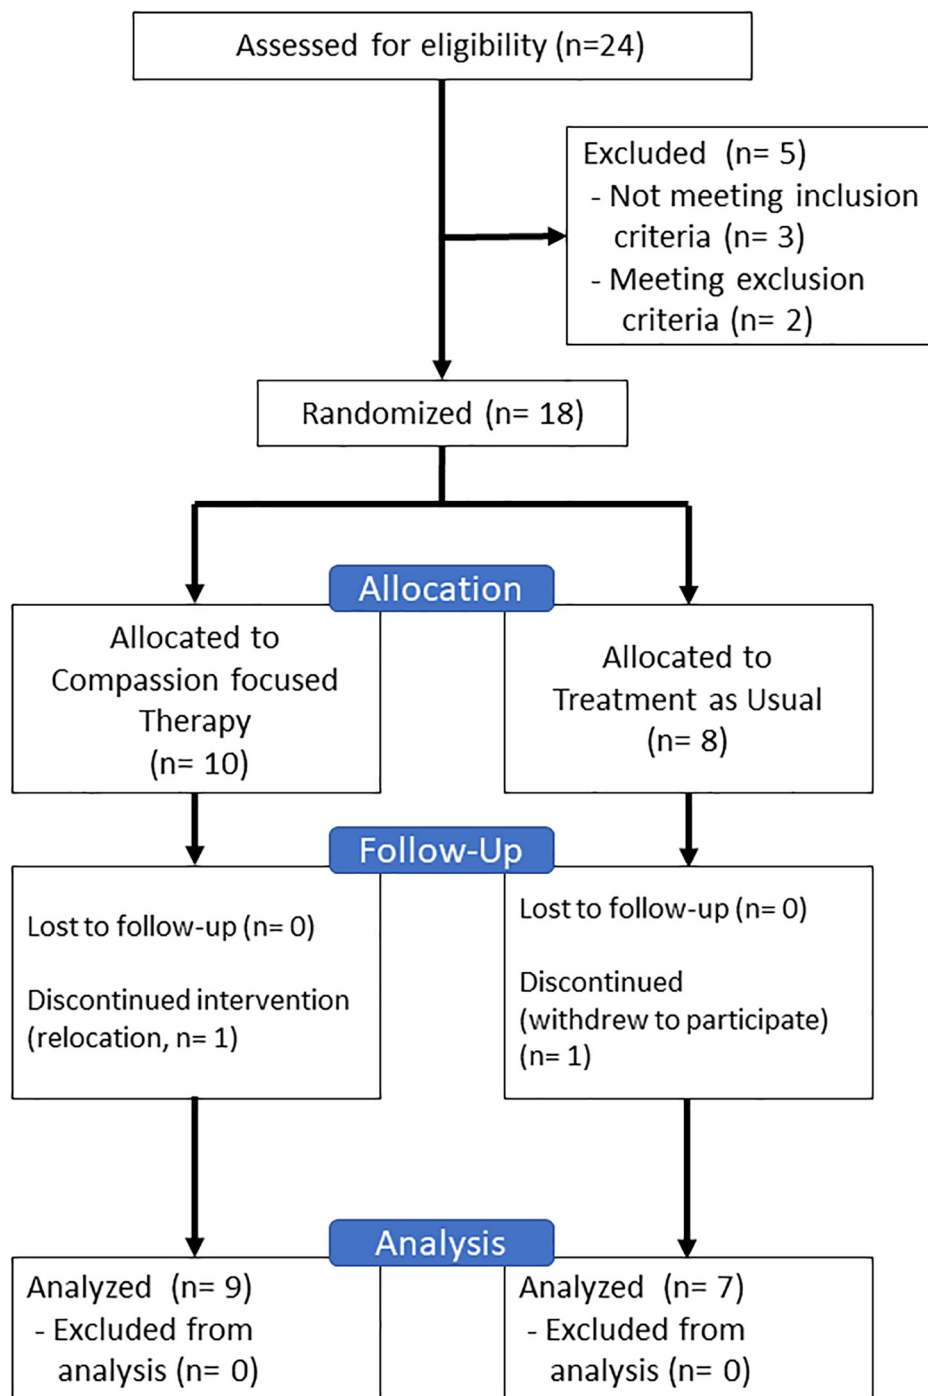 Assessed for eligibility (n=24)
Excluded (n= 5)
- Not meeting inclusion
criteria (n= 3)
- Meeting exclusion
criteria (n= 2)
Randomized (n= 18)
Allocation
Allocated to
Compassion focused
Therapy
(n= 10)
Allocated to
Treatment as Usual
(n= 8)
Follow-Up
Lost to follow-up (n= 0)
Discontinued intervention
(relocation, n= 1)
Lost to follow-up (n= 0)
Discontinued
(withdrew to participate)
(n= 1)
Analysis
Analyzed (n= 9)
- Excluded from
analysis (n= 0)
Analyzed (n= 7)
- Excluded from
analysis (n= 0)